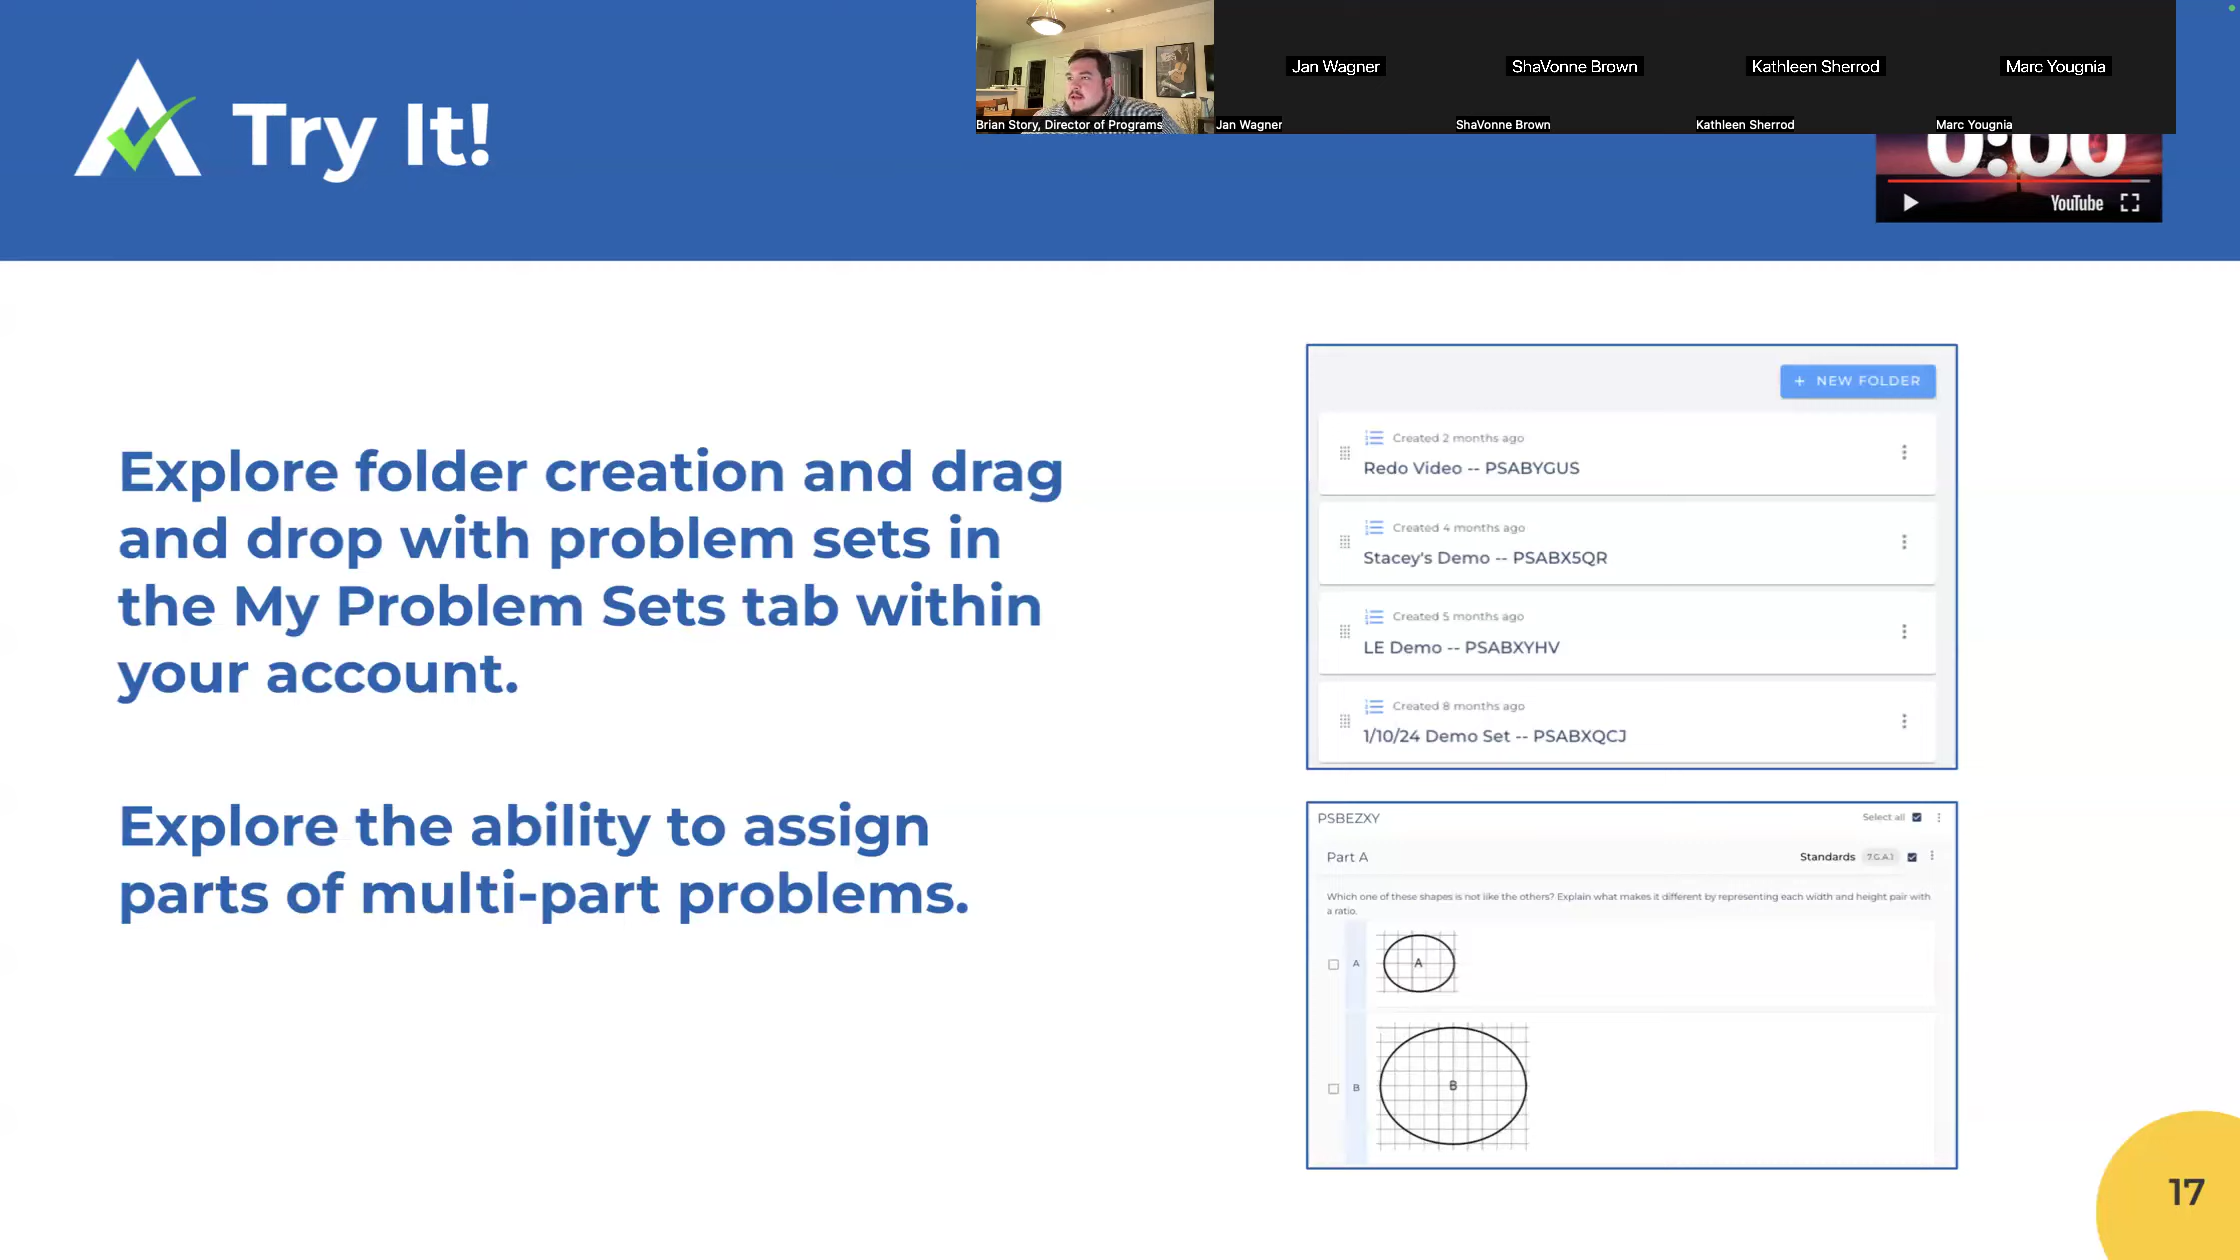 Try It!
Jan Wagner
ShaVonne Brown
Kathleen Sherrod
Marc Yougnia
Brian Story, Director of Programs
Jan Wagner
ShaVonne Brown
Kathleen Sherrod
Marc Yougnia
0:00
YouTube
Explore folder creation and drag
and drop with problem sets in
the My Problem Sets tab within
your account.
Explore the ability to assign
parts of multi-part problems.
+ NEW FOLDER
Created 2 months ago
Redo Video -- PSABYGUS
Created 4 months ago
Stacey's Demo -- PSABX5QR
Created 5 months ago
LE Demo -- PSABXYHV
Created 8 months ago
1/10/24 Demo Set -- PSABXQCJ
PSBEZXY
Select all
Part A
Standards 7.G.A.1
Which one of these shapes is not like the others? Explain what makes it different by representing each width and height pair with
a ratio.
A
A
B
B
17